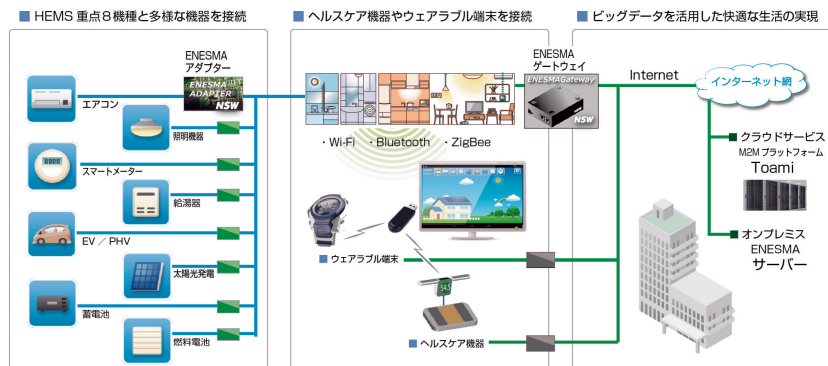 ■ HEMS 重点８機種と多様な機器を接続
ENESMA
アダプター
ENESMA
ADAPTER
NSW
エアコン
照明機器
スマートメーター
給湯器
EV ／ PHV
太陽光発電
蓄電池
燃料電池
■ ヘルスケア機器やウェアラブル端末を接続
ENESMA
ゲートウェイ
ENESMAGateway
NSW
・Wi-Fi ・Bluetooth ・ZigBee
■ ウェアラブル端末
34.5
■ ヘルスケア機器
■ ビッグデータを活用した快適な生活の実現
Internet
インターネット網
■ クラウドサービス
M2M プラットフォーム
Toami
■ オンプレミス
ENESMA
サーバー